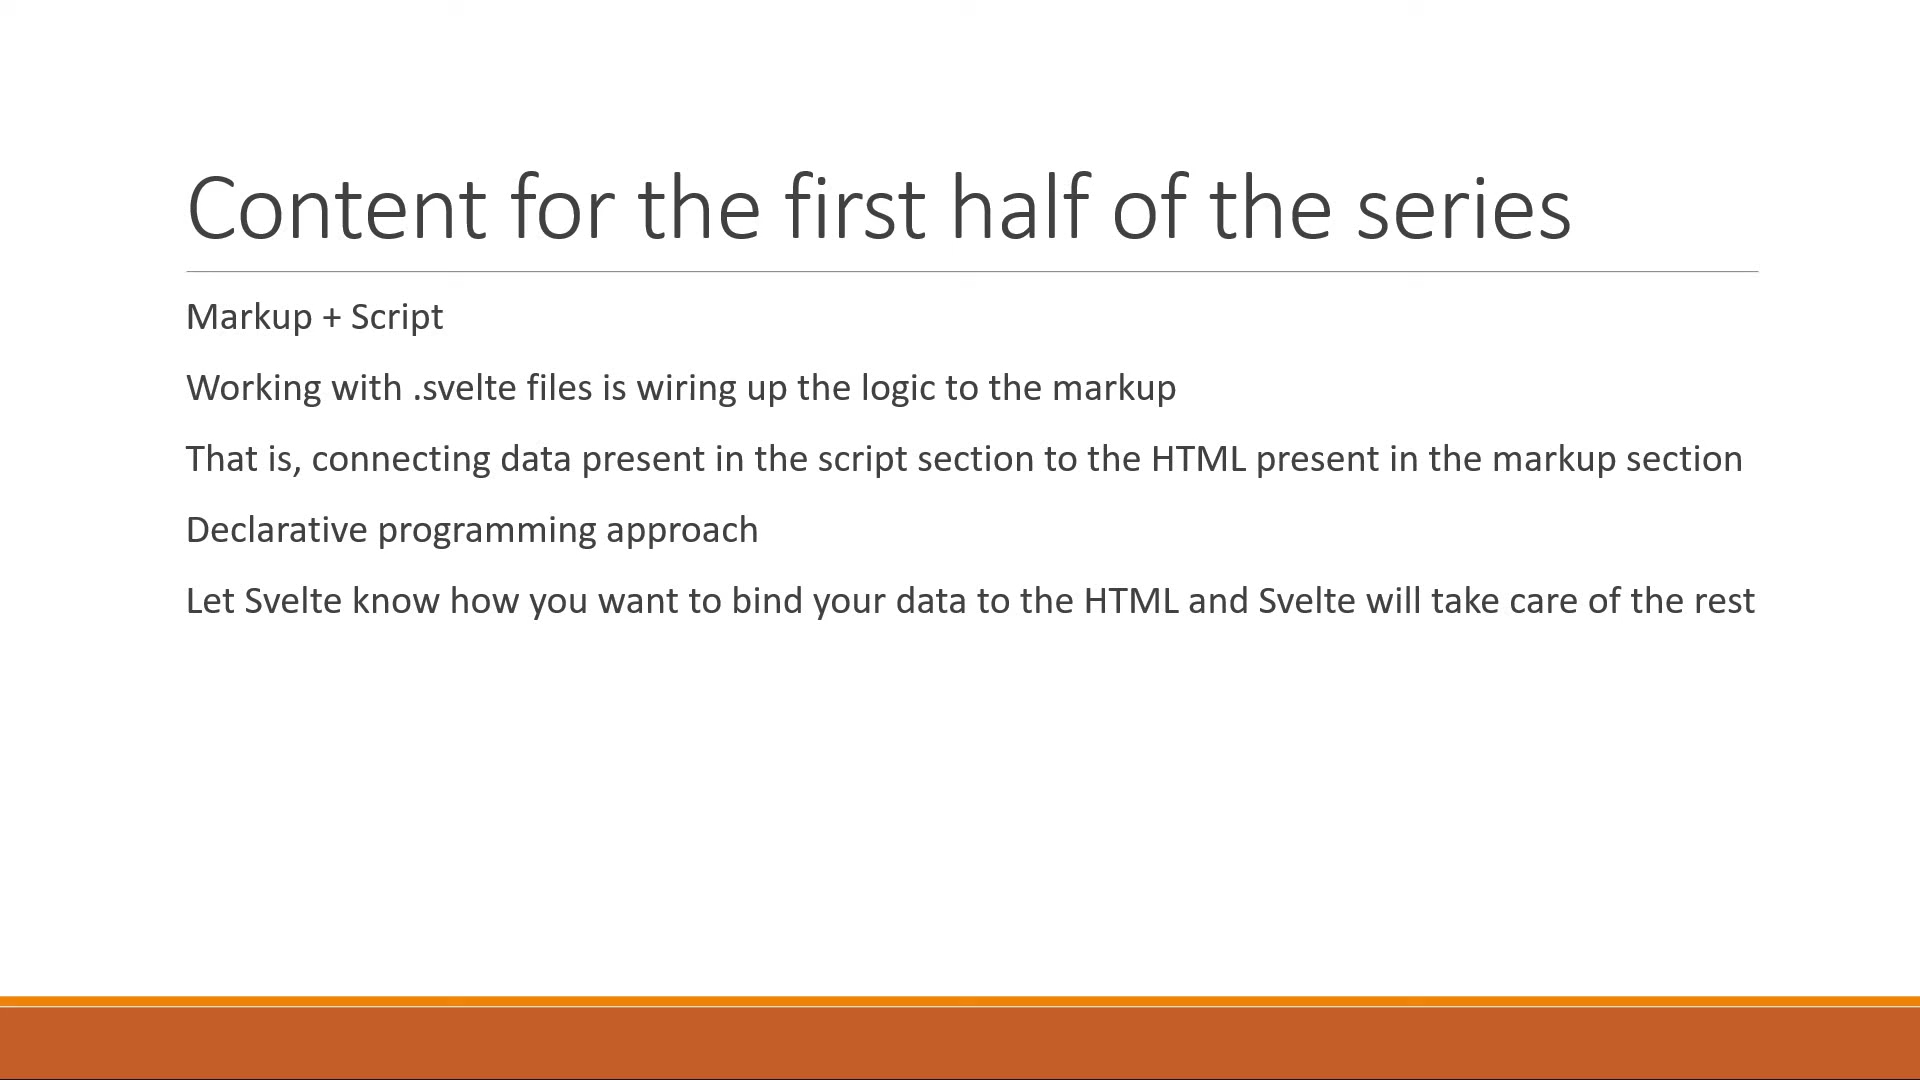 Content for the first half of the series
Markup + Script
Working with .svelte files is wiring up the logic to the markup
That is, connecting data present in the script section to the HTML present in the markup section
Declarative programming approach
Let Svelte know how you want to bind your data to the HTML and Svelte will take care of the rest